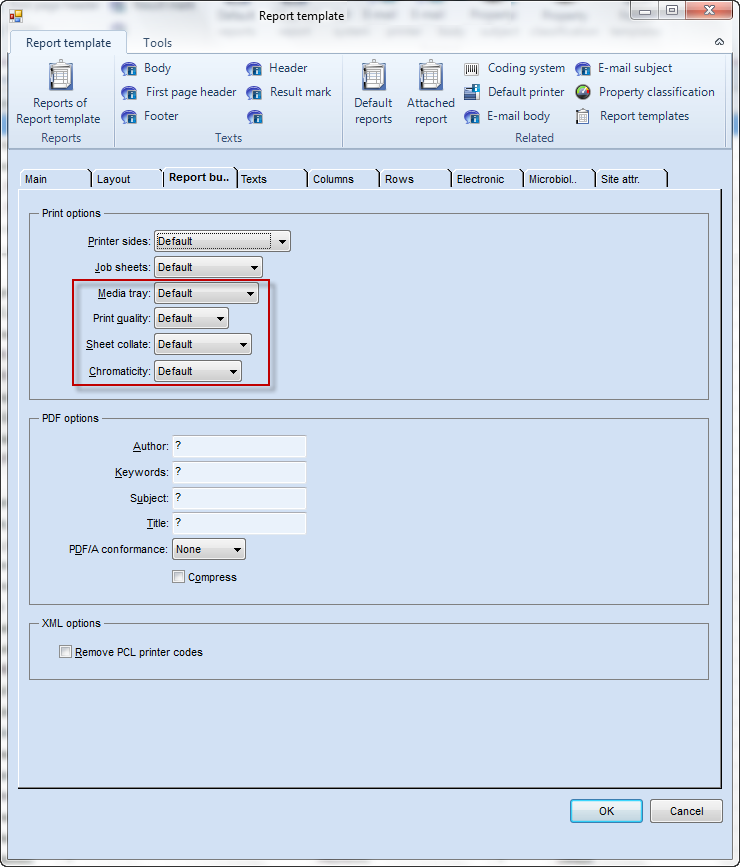 Report template
Report template
Tools
Reports of
Report template
Reports
Body
First page header
Footer
Header
Result mark
Texts
Default
reports
Attached
report
Coding system
Default printer
E-mail body
E-mail subject
Property classification
Report templates
Related
Main
Layout
Report bu..
Texts
Columns
Rows
Electronic
Microbiol..
Site attr.
Print options
Printer sides: Default
Job sheets: Default
Media tray: Default
Print quality: Default
Sheet collate: Default
Chromaticity: Default
PDF options
Author: ?
Keywords: ?
Subject: ?
Title: ?
PDF/A conformance: None
Compress
XML options
Remove PCL printer codes
OK
Cancel